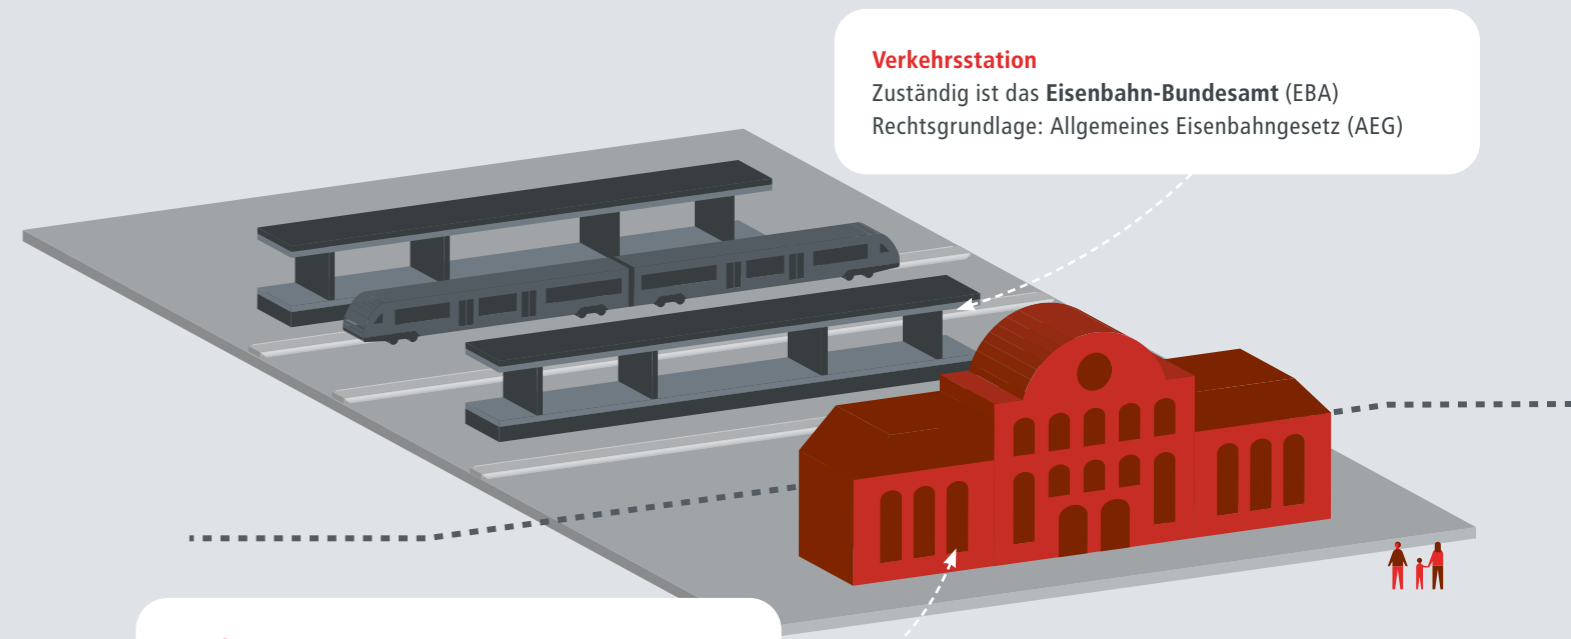 Verkehrsstation
Zuständig ist das Eisenbahn-Bundesamt (EBA)
Rechtsgrundlage: Allgemeines Eisenbahngesetz (AEG)